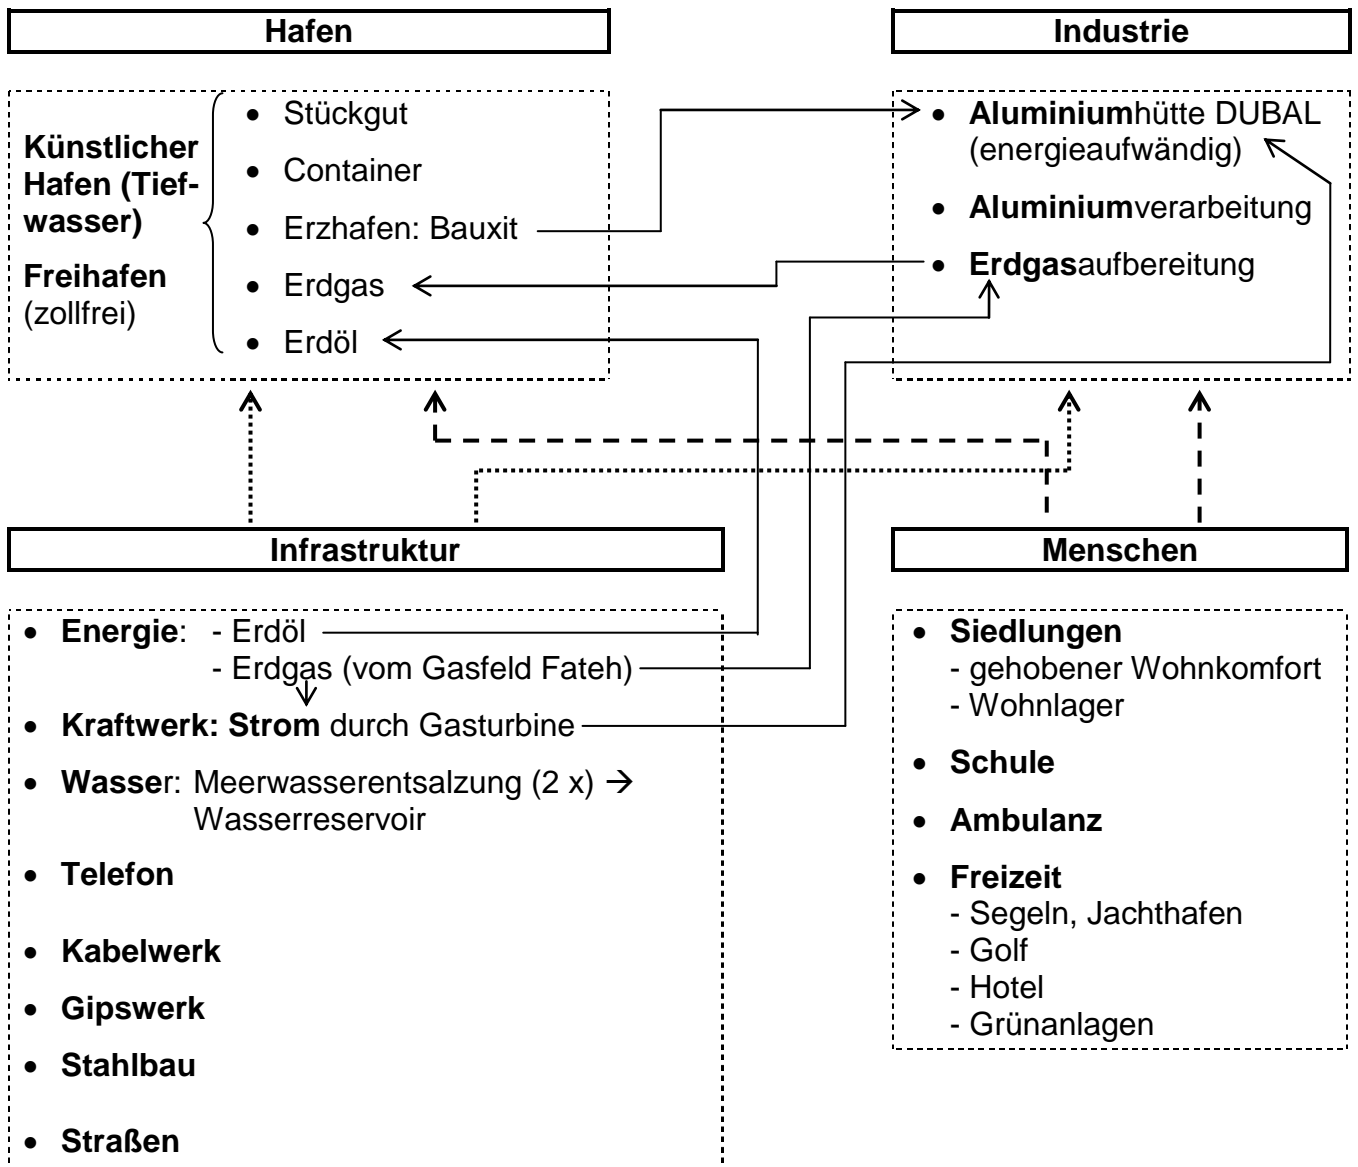 Hafen
Künstlicher
Hafen (Tief-
wasser)
Freihafen
(zollfrei)
• Stückgut
• Container
• Erzhafen: Bauxit
• Erdgas
• Erdöl
Industrie
• Aluminiumhütte DUBAL
(energieaufwändig)
• Aluminiumverarbeitung
• Erdgasaufbereitung
Infrastruktur
• Energie: - Erdöl
- Erdgas (vom Gasfeld Fateh)
• Kraftwerk: Strom durch Gasturbine
• Wasser: Meerwasserentsalzung (2 x) →
Wasserreservoir
• Telefon
• Kabelwerk
• Gipswerk
• Stahlbau
• Straßen
Menschen
• Siedlungen
- gehobener Wohnkomfort
- Wohnlager
• Schule
• Ambulanz
• Freizeit
- Segeln, Jachthafen
- Golf
- Hotel
- Grünanlagen